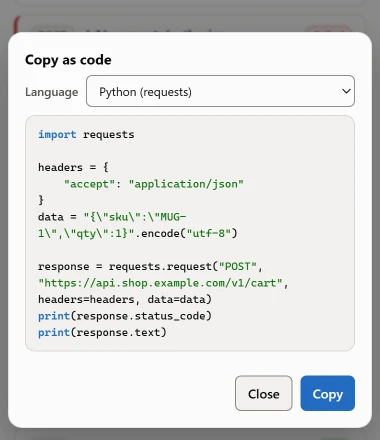 Copy as code
Language Python (requests)
import requests

headers = {
    "accept": "application/json"
}
data = "{\"sku\":\"MUG-
1\",\"qty\":1}".encode("utf-8")

response = requests.request("POST",
"https://api.shop.example.com/v1/cart",
headers=headers, data=data)
print(response.status_code)
print(response.text)
Close Copy